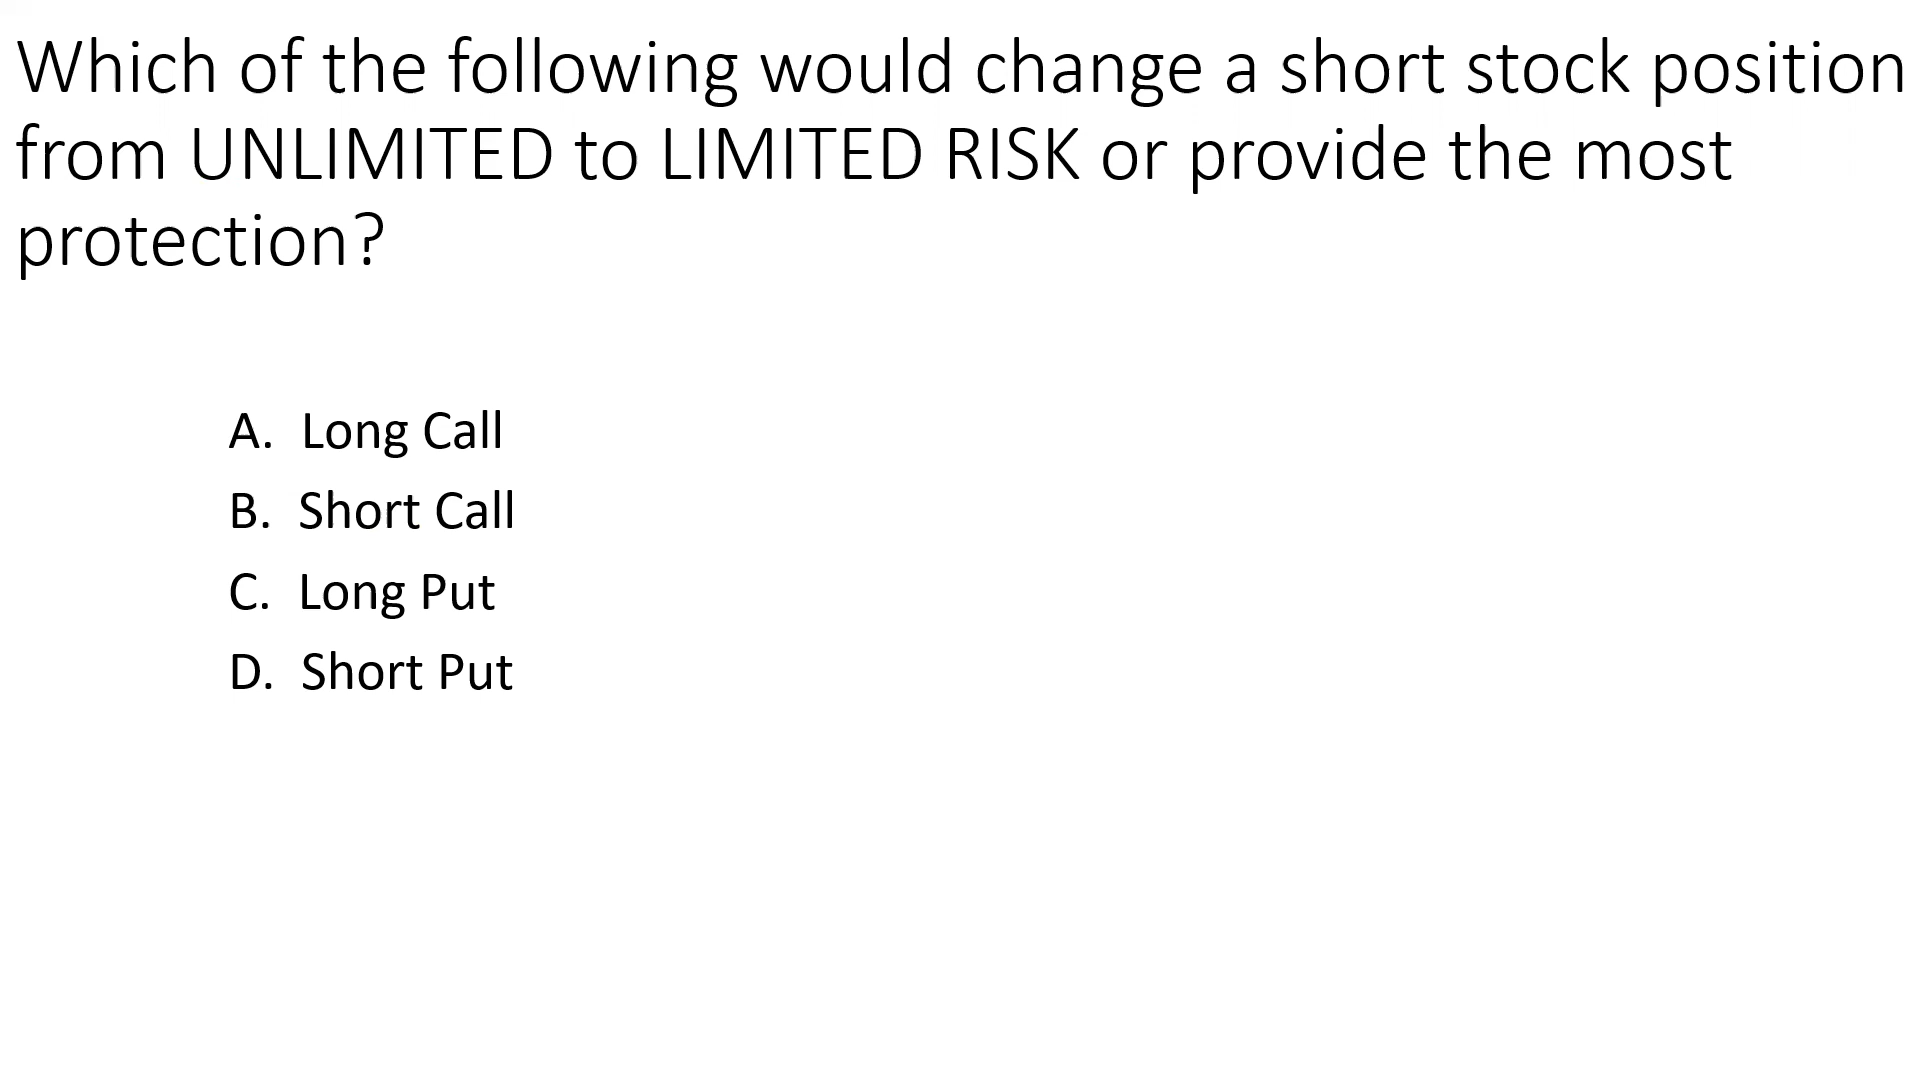 Which of the following would change a short stock position
from UNLIMITED to LIMITED RISK or provide the most
protection?
A. Long Call
B. Short Call
C. Long Put
D. Short Put